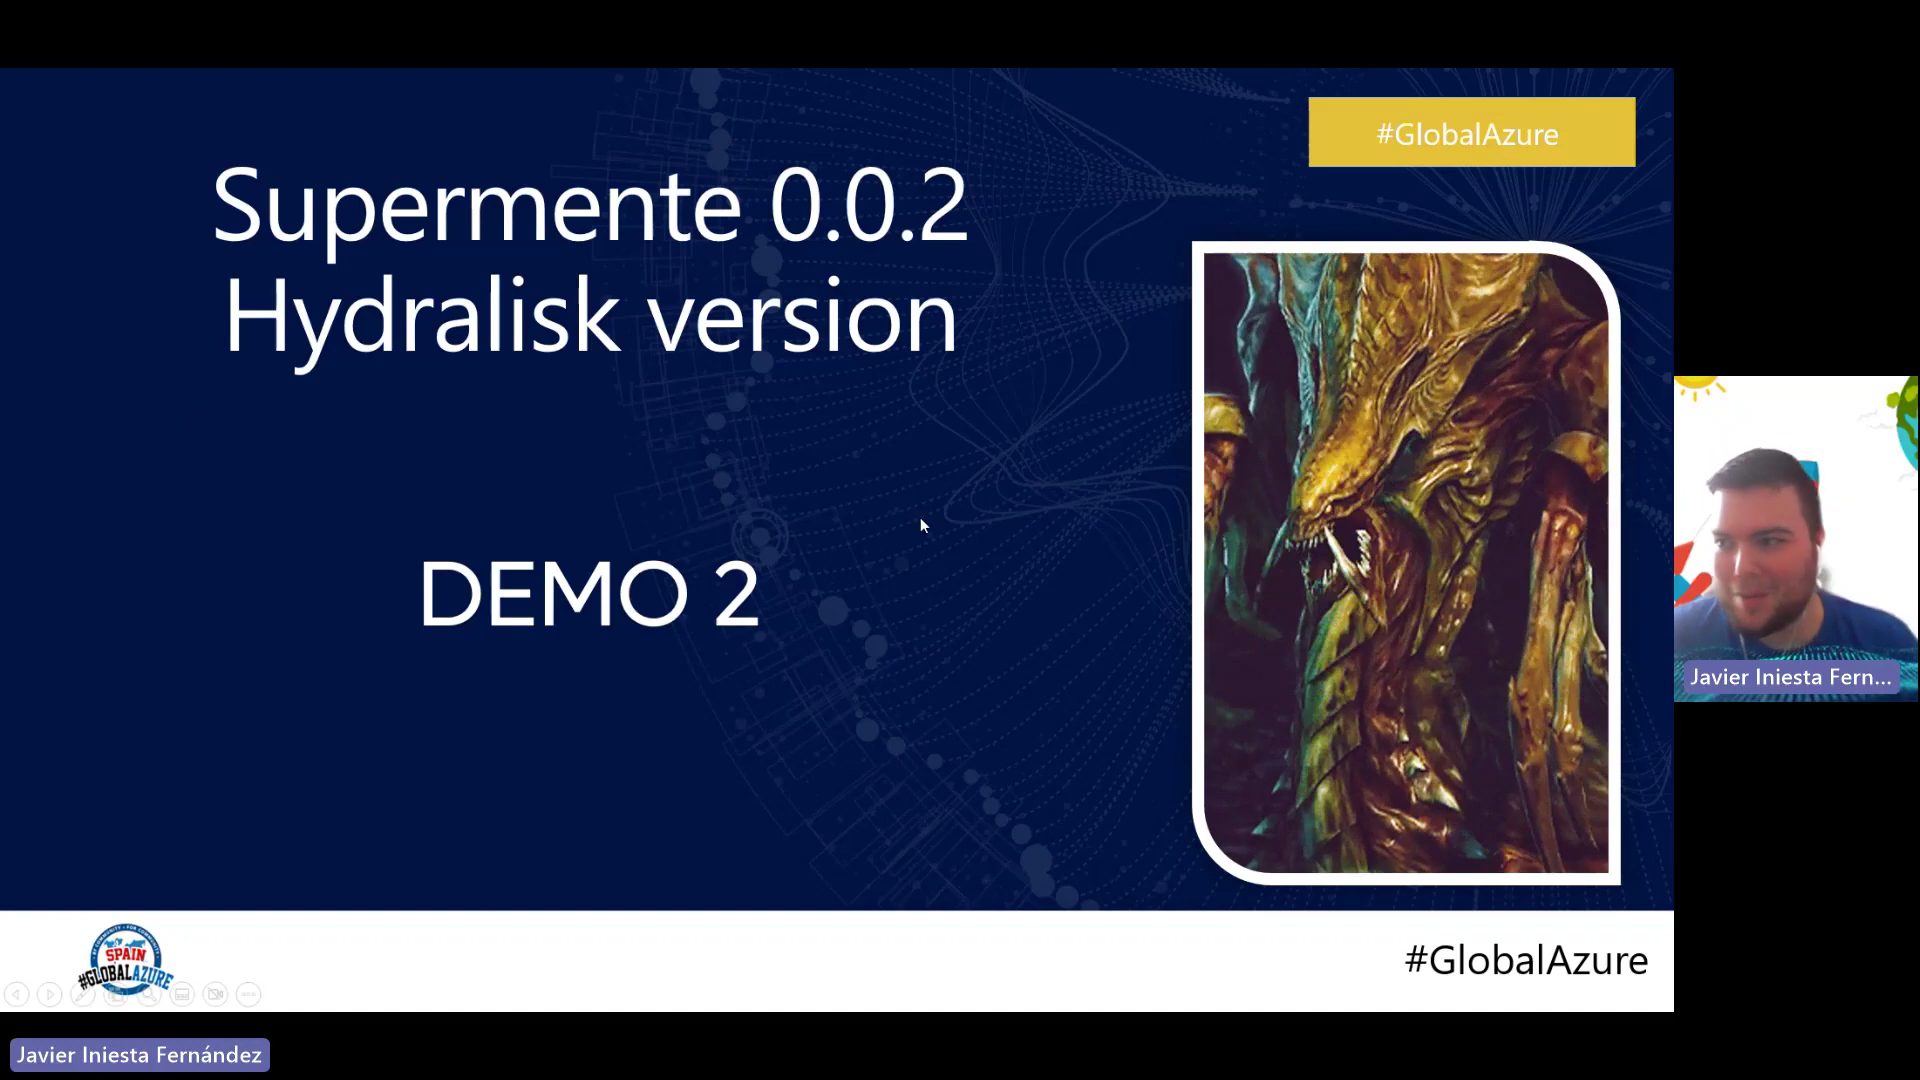 #GlobalAzure
Supermente 0.0.2
Hydralisk version
DEMO 2
Javier Iniesta Fern...
SPAIN
#GLOBALAZURE
#GlobalAzure
Javier Iniesta Fernández